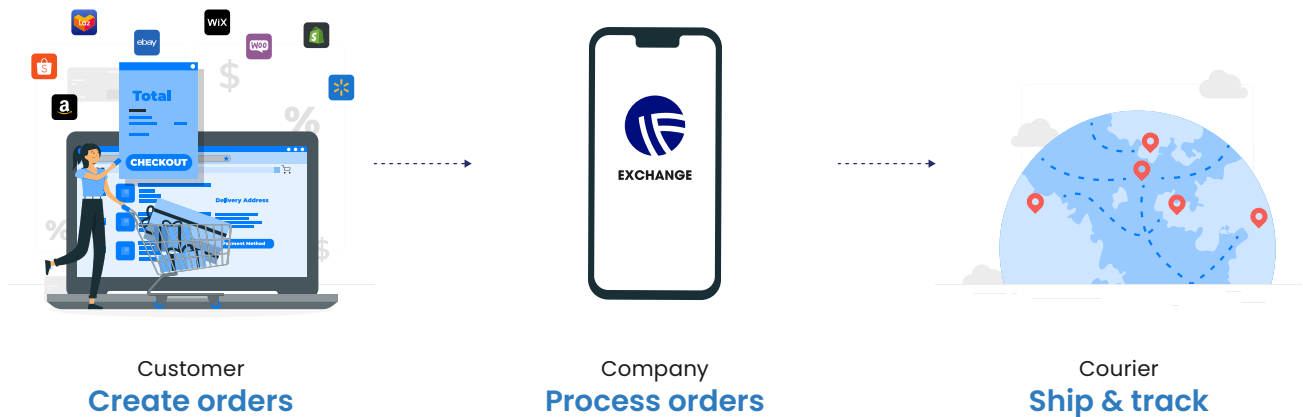 Laz
WiX
ebay
Woo
S
S
a
$
Total
%
CHECKOUT
Delivery Address
%
Payment Method
$
EXCHANGE
Customer
Create orders
Company
Process orders
Courier
Ship & track